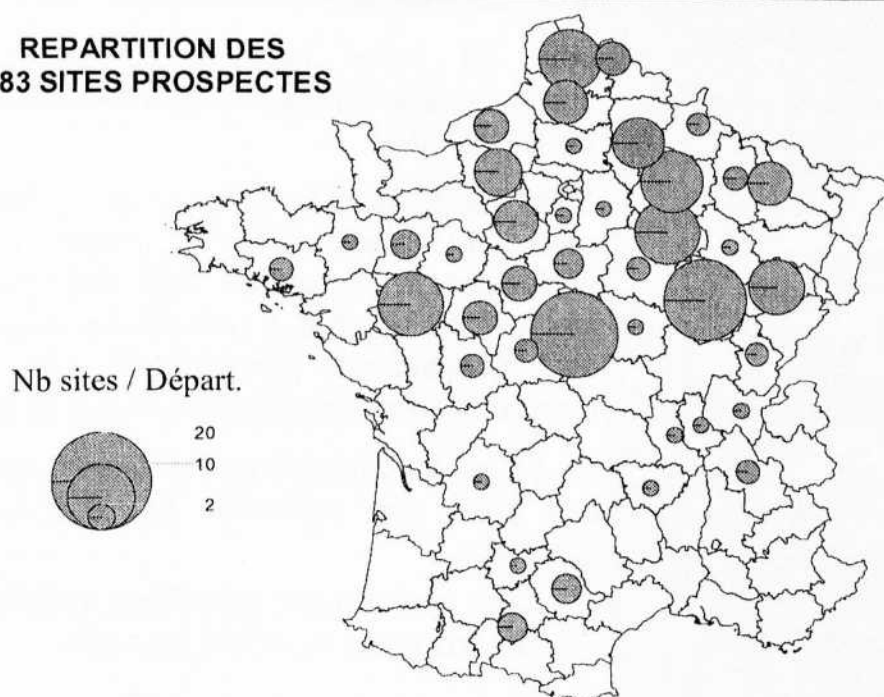 REPARTITION DES
83 SITES PROSPECTES
Nb sites / Départ.
20
10
2